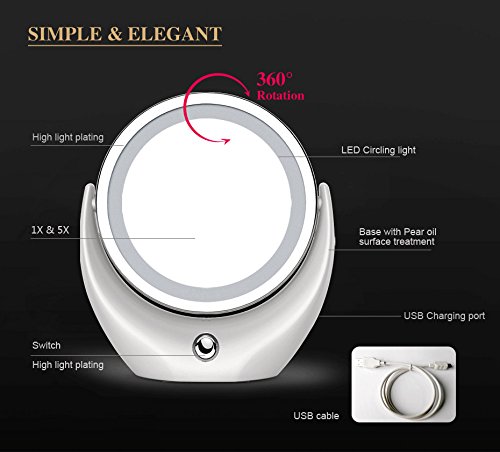 SIMPLE & ELEGANT
360°
Rotation
High light plating
LED Circling light
1X & 5X
Base with Pear oil
surface treatment
USB Charging port
Switch
High light plating
USB cable